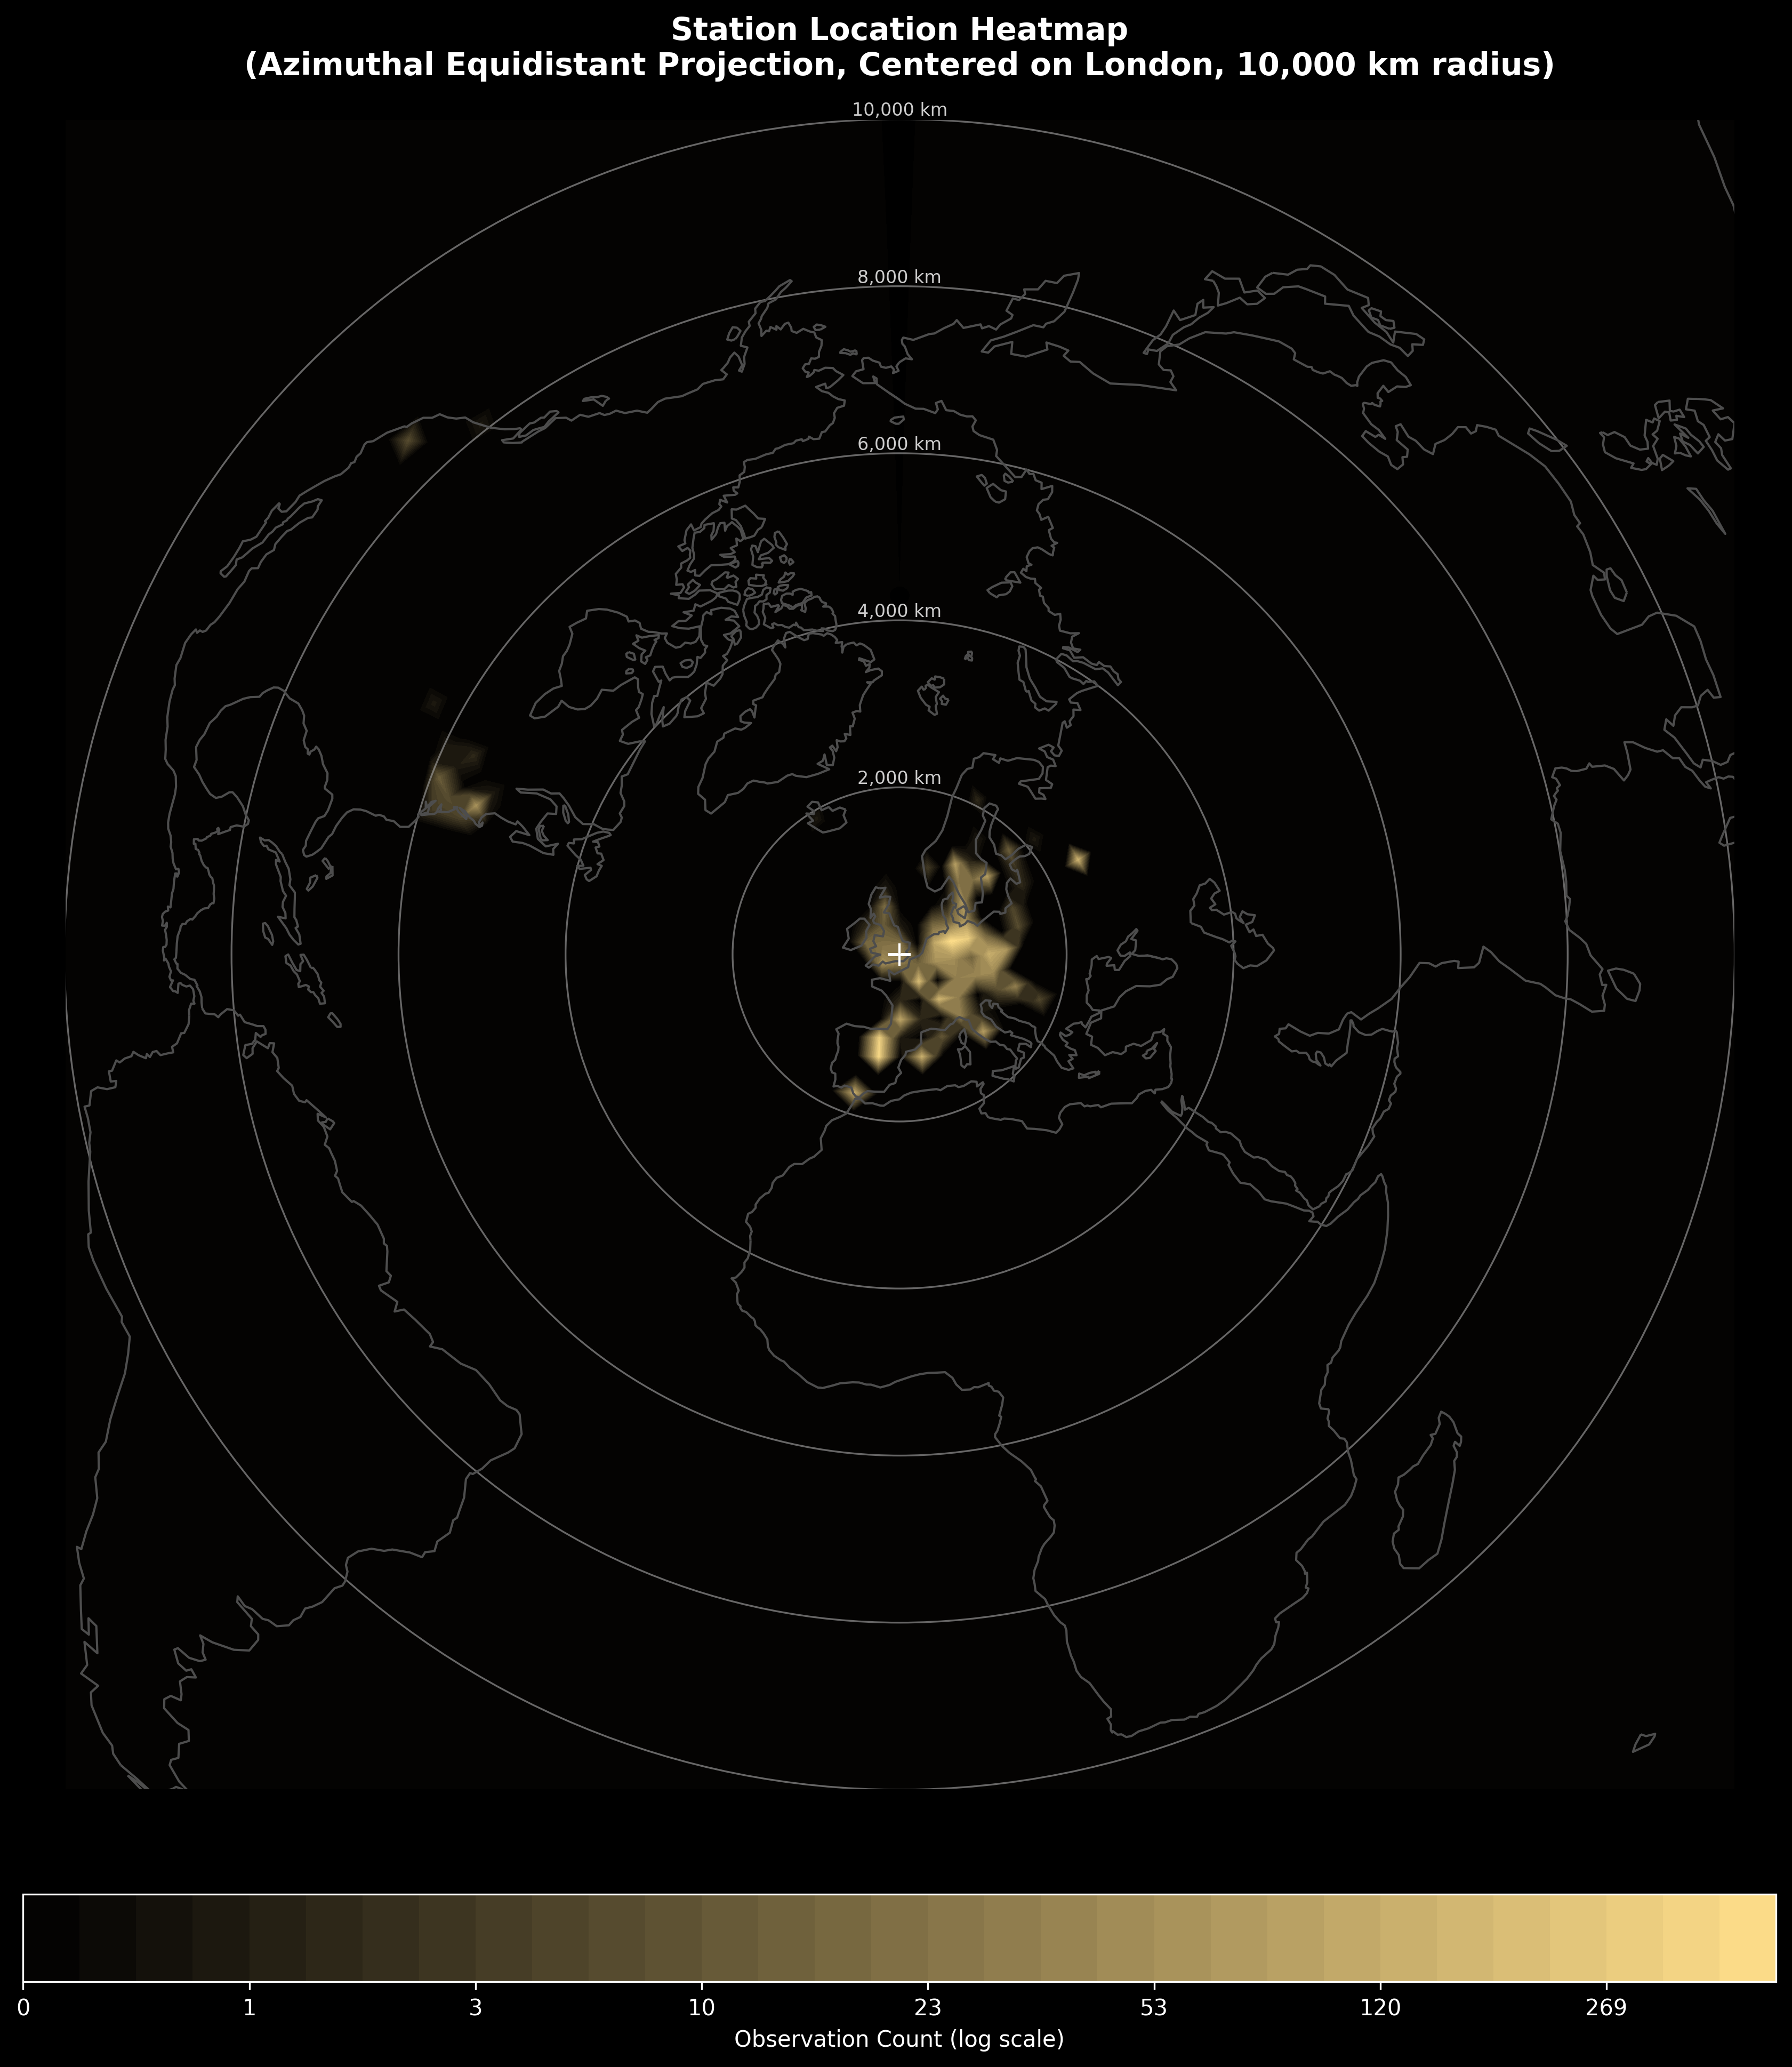 Station Location Heatmap
(Azimuthal Equidistant Projection, Centered on London, 10,000 km radius)
10,000 km
8,000 km
6,000 km
4,000 km
2,000 km
0 1 3 10 23 53 120 269
Observation Count (log scale)